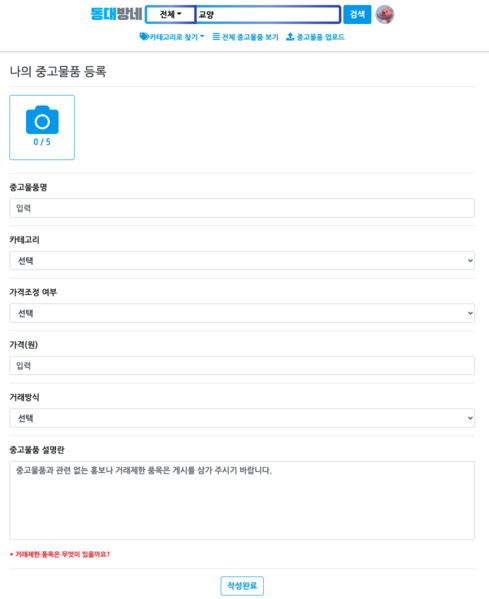 동대방네 전체 교양 검색
카테고리로 찾기 전체 중고물품 보기 중고물품 업로드
나의 중고물품 등록
0 / 5
중고물품명
입력
카테고리
선택
가격조정 여부
선택
가격(원)
입력
거래방식
선택
중고물품 설명란
중고물품과 관련 없는 홍보나 거래제한 품목은 게시를 삼가 주시기 바랍니다.
* 거래제한 품목은 무엇이 있을까요?
작성완료